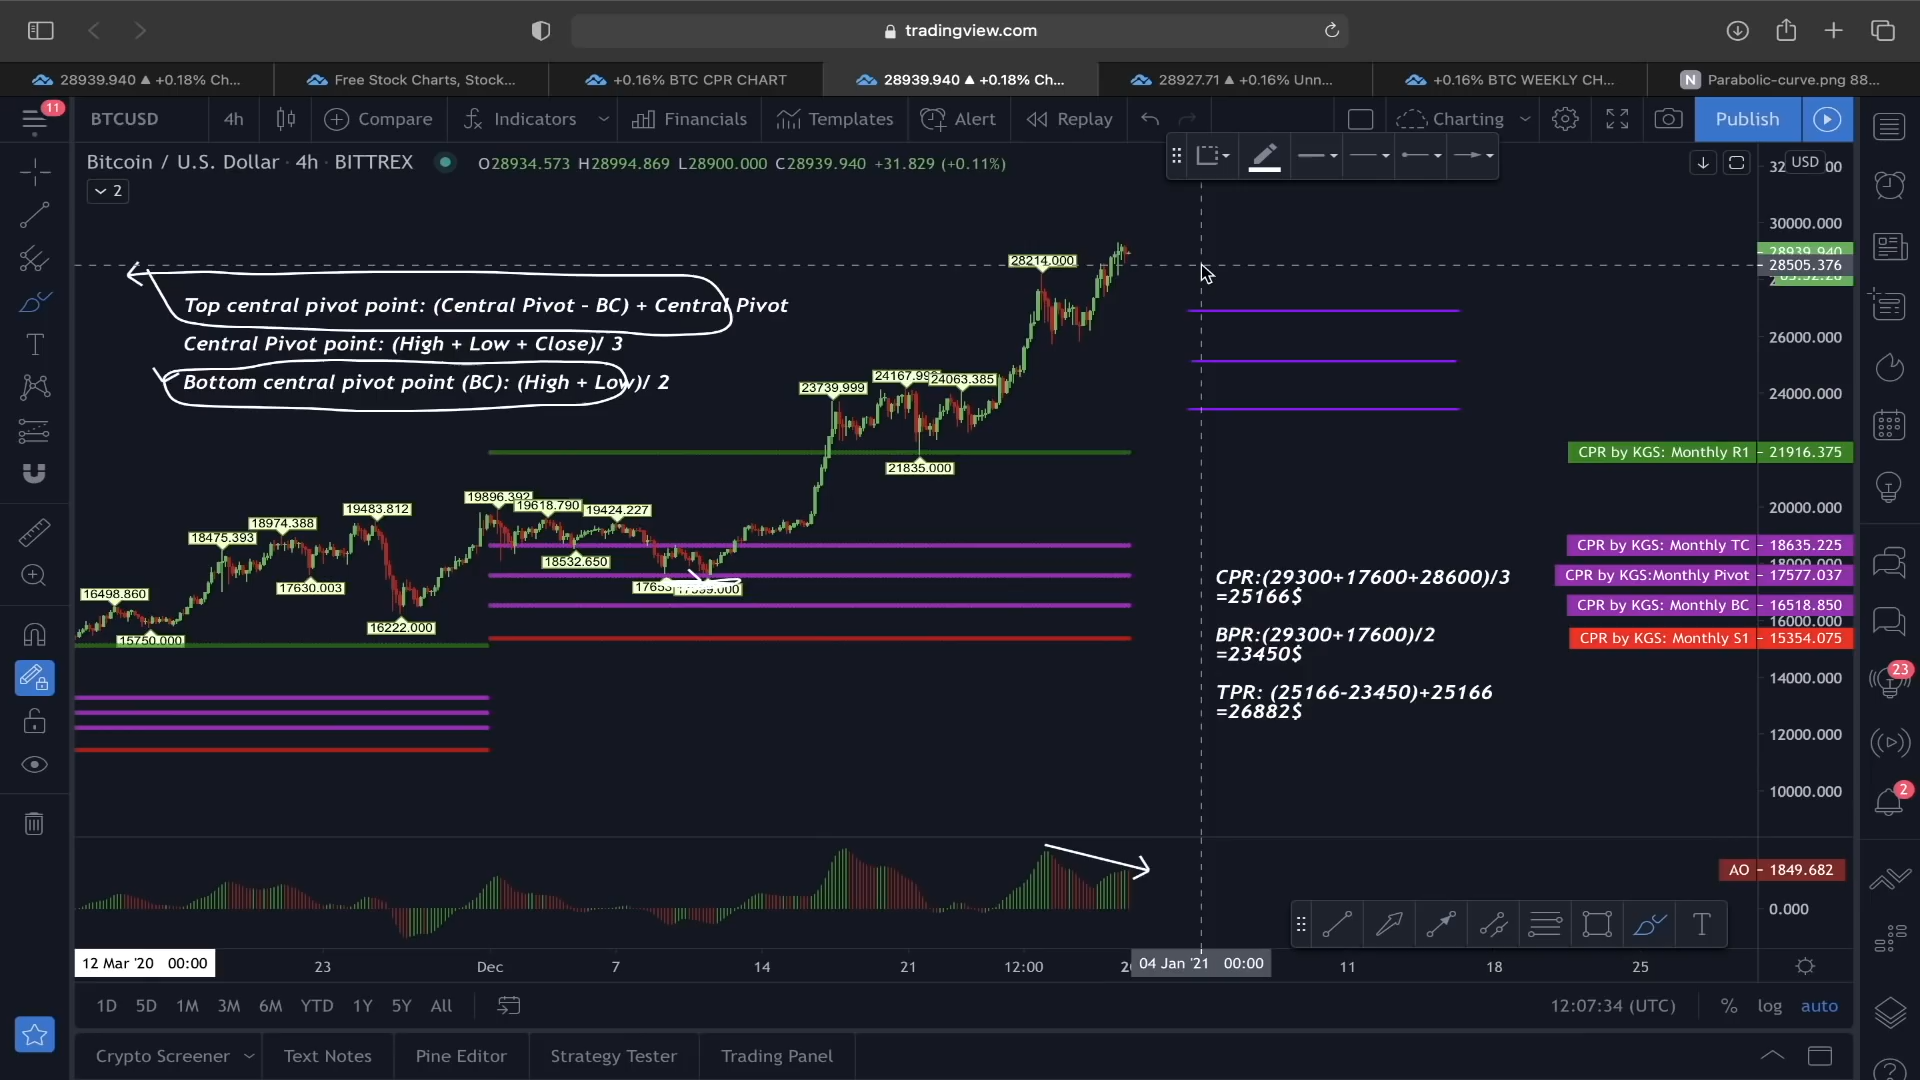 tradingview.com
28939.940 ▲ +0.18% Ch...
Free Stock Charts, Stock...
+0.16% BTC CPR CHART
28939.940 ▲ +0.18% Ch...
28927.71 ▲ +0.16% Unn...
+0.16% BTC WEEKLY CH...
N Parabolic-curve.png 88...
11
BTCUSD 4h Compare Indicators Financials Templates Alert Replay Charting Publish
Bitcoin / U.S. Dollar · 4h · BITTREX O28934.573 H28994.869 L28900.000 C28939.940 +31.829 (+0.11%)
2
USD
30000.000
28939.940
28505.376
28214.000
Top central pivot point: (Central Pivot - BC) + Central Pivot
Central Pivot point: (High + Low + Close)/ 3
Bottom central pivot point (BC): (High + Low)/ 2
26000.000
24000.000
23739.999
24063.385
21835.000
CPR by KGS: Monthly R1 21916.375
20000.000
19896.392
19618.790
19424.227
19483.812
18974.388
18475.393
18532.650
17630.003
16498.860
15750.000
16222.000
CPR by KGS: Monthly TC 18635.225
CPR by KGS:Monthly Pivot 17577.037
CPR by KGS: Monthly BC 16518.850
16000.000
CPR by KGS: Monthly S1 15354.075
CPR:(29300+17600+28600)/3
=25166$
BPR:(29300+17600)/2
=23450$
TPR: (25166-23450)+25166
=26882$
14000.000
12000.000
10000.000
23
2
AO 1849.682
0.000
12 Mar '20 00:00
23 Dec 7 14 21 12:00
04 Jan '21 00:00
11 18 25
1D 5D 1M 3M 6M YTD 1Y 5Y All
12:07:34 (UTC) % log auto
Crypto Screener Text Notes Pine Editor Strategy Tester Trading Panel